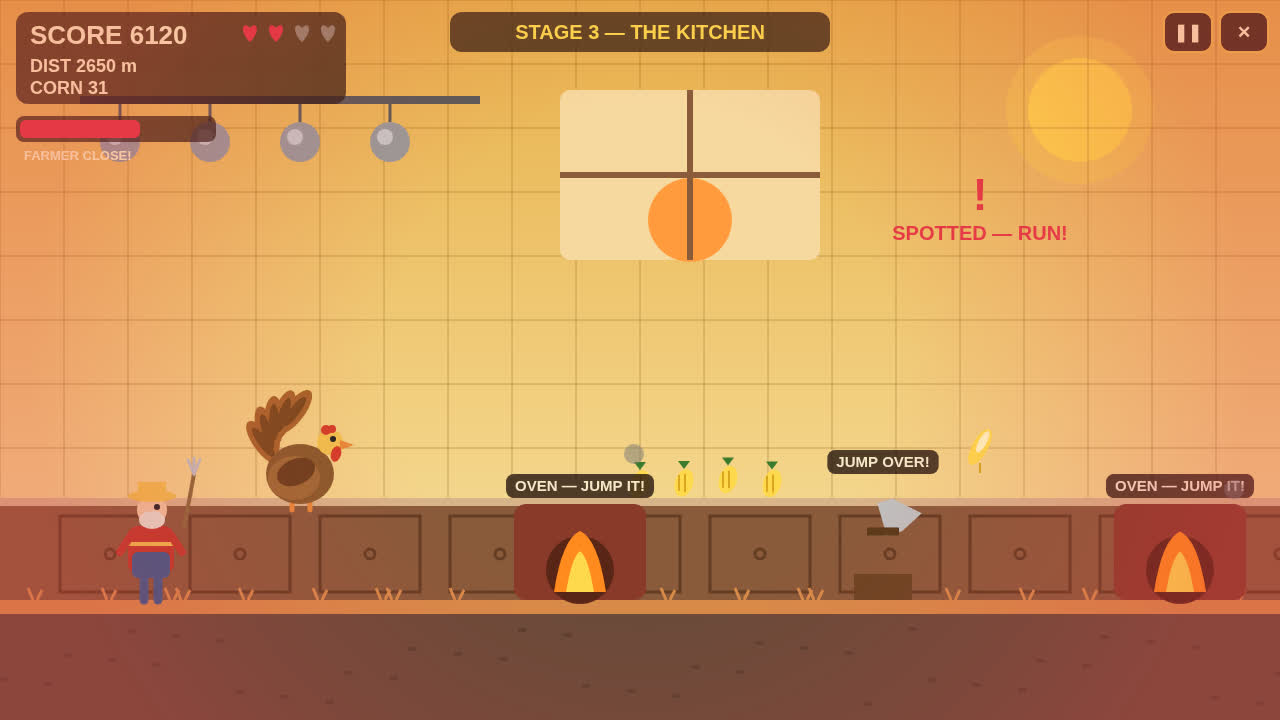 SCORE 6120
DIST 2650 m
CORN 31
FARMER CLOSE!
STAGE 3 — THE KITCHEN
!
SPOTTED — RUN!
OVEN — JUMP IT!
JUMP OVER!
OVEN — JUMP IT!